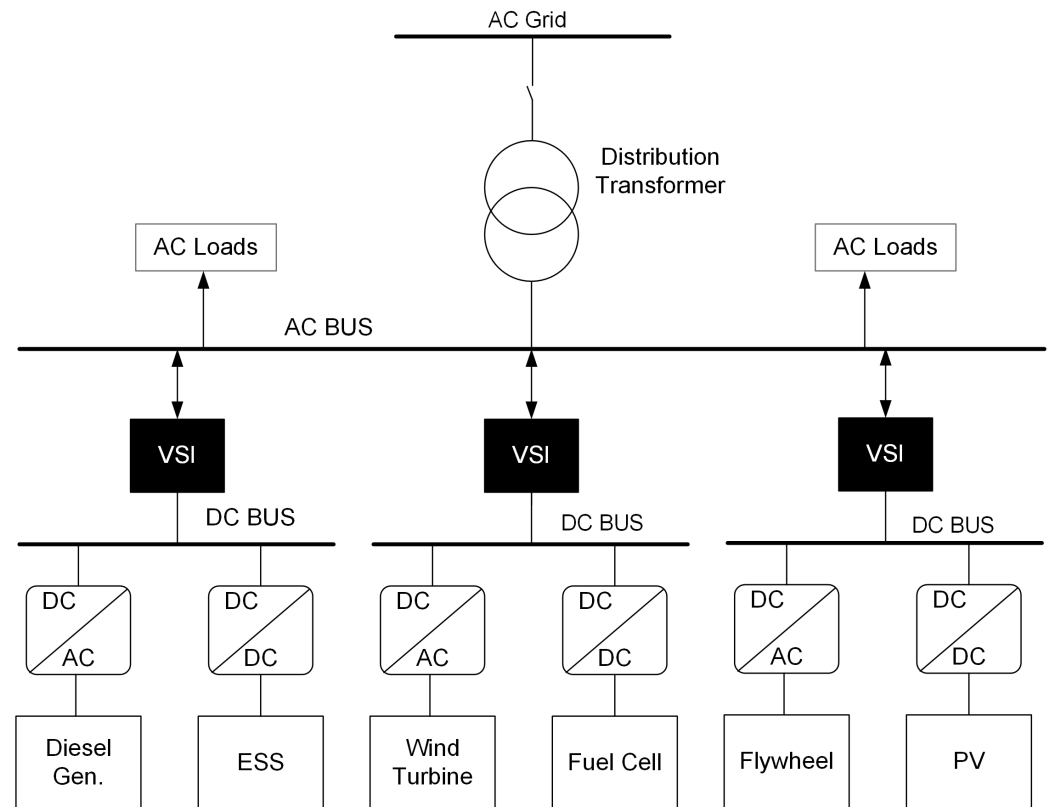 AC Grid
Distribution
Transformer
AC Loads
AC Loads
AC BUS
VSI
VSI
VSI
DC BUS
DC BUS
DC BUS
DC
AC
DC
DC
DC
AC
DC
DC
DC
AC
DC
DC
Diesel
Gen.
ESS
Wind
Turbine
Fuel Cell
Flywheel
PV